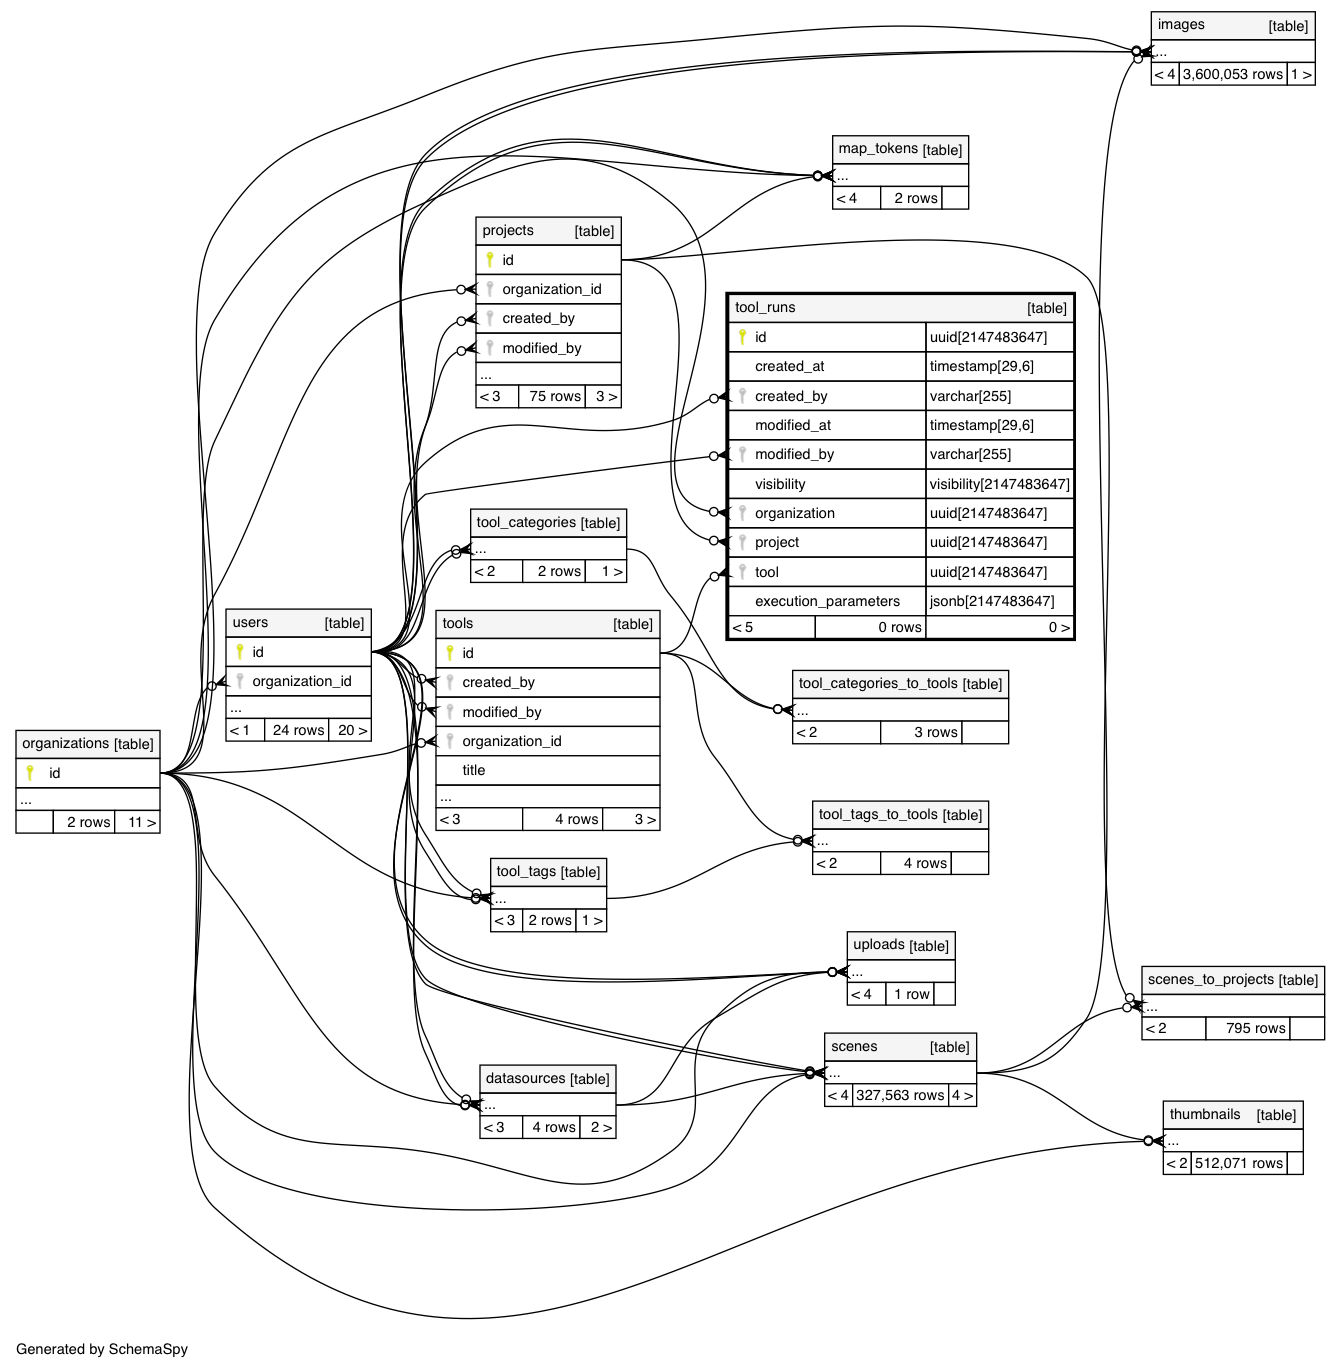 images [table]
...
< 4 3,600,053 rows 1 >
map_tokens [table]
...
< 4 2 rows
projects [table]
id
organization_id
created_by
modified_by
...
< 3 75 rows 3 >
tool_runs [table]
id uuid[2147483647]
created_at timestamp[29,6]
created_by varchar[255]
modified_at timestamp[29,6]
modified_by varchar[255]
visibility visibility[2147483647]
organization uuid[2147483647]
project uuid[2147483647]
tool uuid[2147483647]
execution_parameters jsonb[2147483647]
< 5 0 rows 0 >
tool_categories [table]
...
< 2 2 rows 1 >
users [table]
id
organization_id
...
< 1 24 rows 20 >
tools [table]
id
created_by
modified_by
organization_id
title
...
< 3 4 rows 3 >
tool_categories_to_tools [table]
...
< 2 3 rows
organizations [table]
id
...
2 rows 11 >
tool_tags_to_tools [table]
...
< 2 4 rows
tool_tags [table]
...
< 3 2 rows 1 >
uploads [table]
...
< 4 1 row
scenes_to_projects [table]
...
< 2 795 rows
scenes [table]
...
< 4 327,563 rows 4 >
datasources [table]
...
< 3 4 rows 2 >
thumbnails [table]
...
< 2 512,071 rows
Generated by SchemaSpy